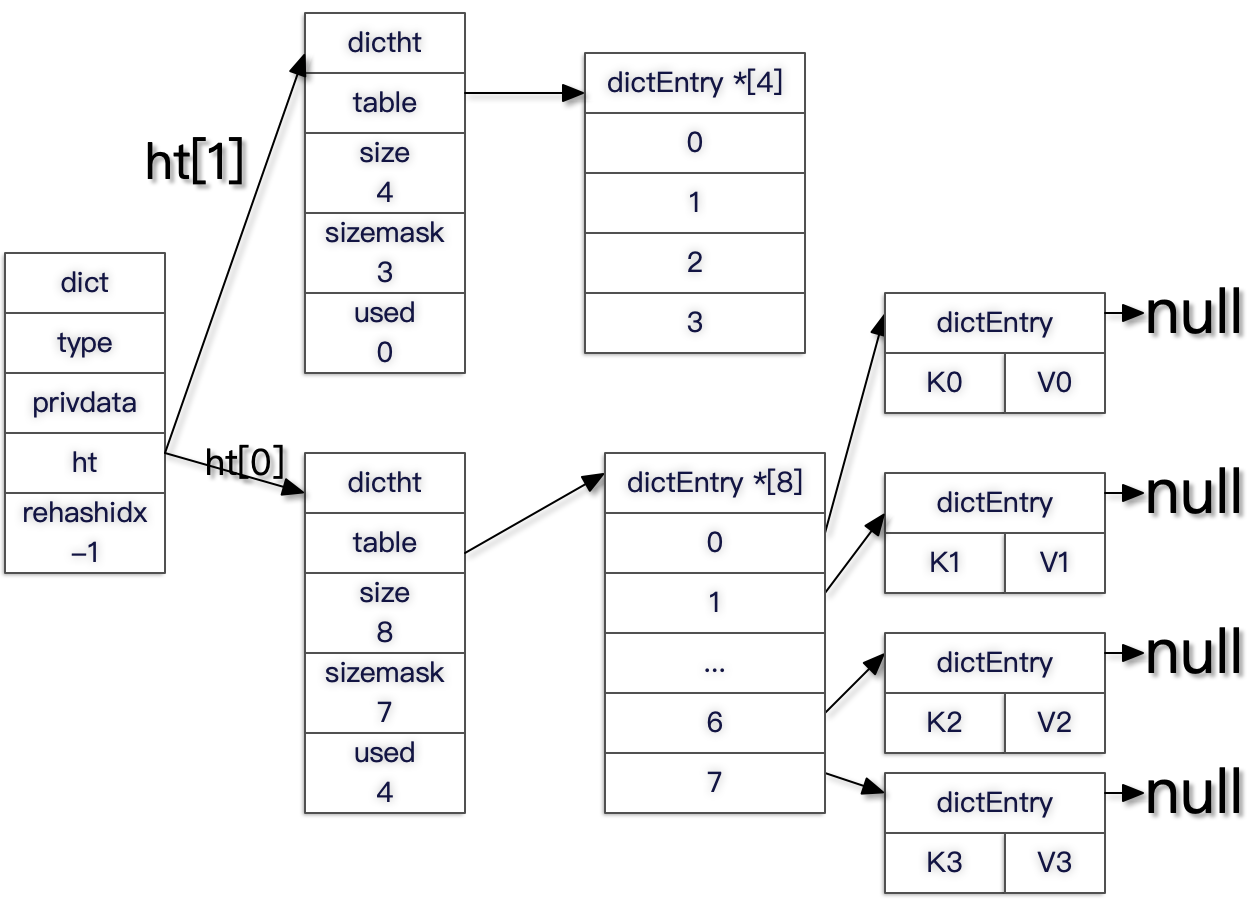 dict
type
privdata
ht
rehashidx
-1
ht[1]
dictht
table
size
4
sizemask
3
used
0
dictEntry *[4]
0
1
2
3
ht[0]
dictht
table
size
8
sizemask
7
used
4
dictEntry *[8]
0
1
...
6
7
dictEntry
K0 V0
null
dictEntry
K1 V1
null
dictEntry
K2 V2
null
dictEntry
K3 V3
null